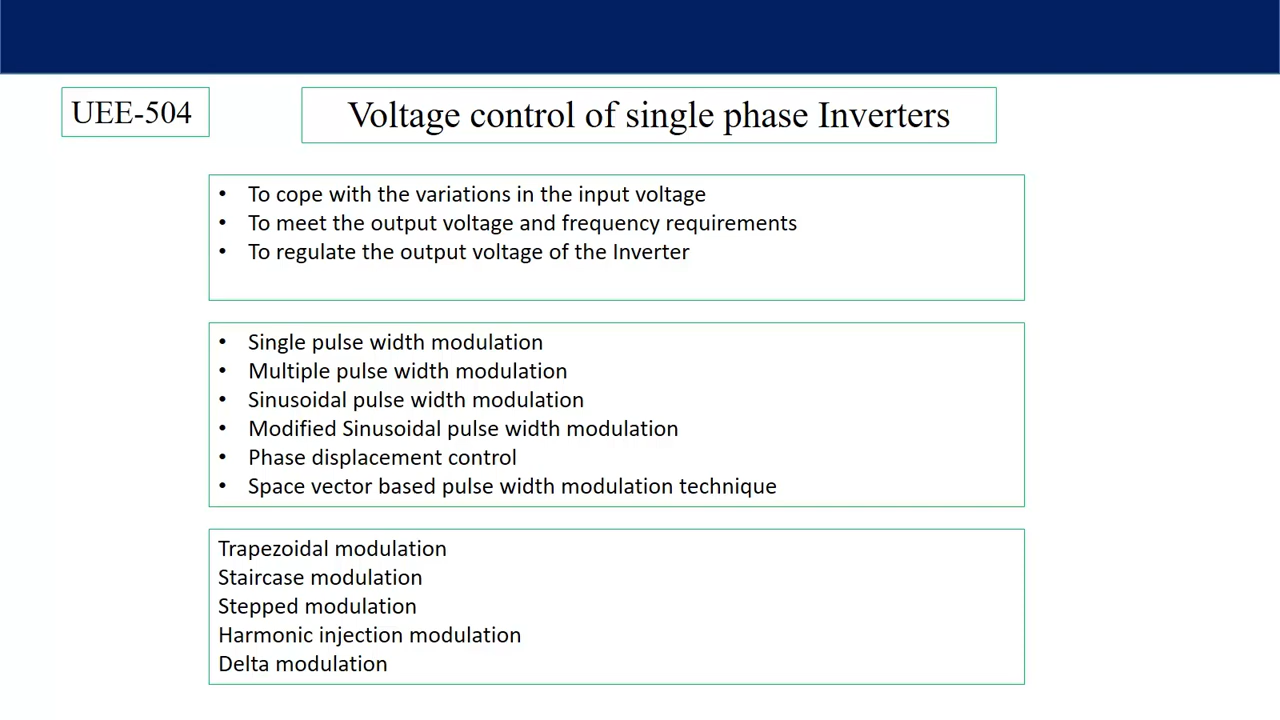 UEE-504
Voltage control of single phase Inverters
• To cope with the variations in the input voltage
• To meet the output voltage and frequency requirements
• To regulate the output voltage of the Inverter
• Single pulse width modulation
• Multiple pulse width modulation
• Sinusoidal pulse width modulation
• Modified Sinusoidal pulse width modulation
• Phase displacement control
• Space vector based pulse width modulation technique
Trapezoidal modulation
Staircase modulation
Stepped modulation
Harmonic injection modulation
Delta modulation